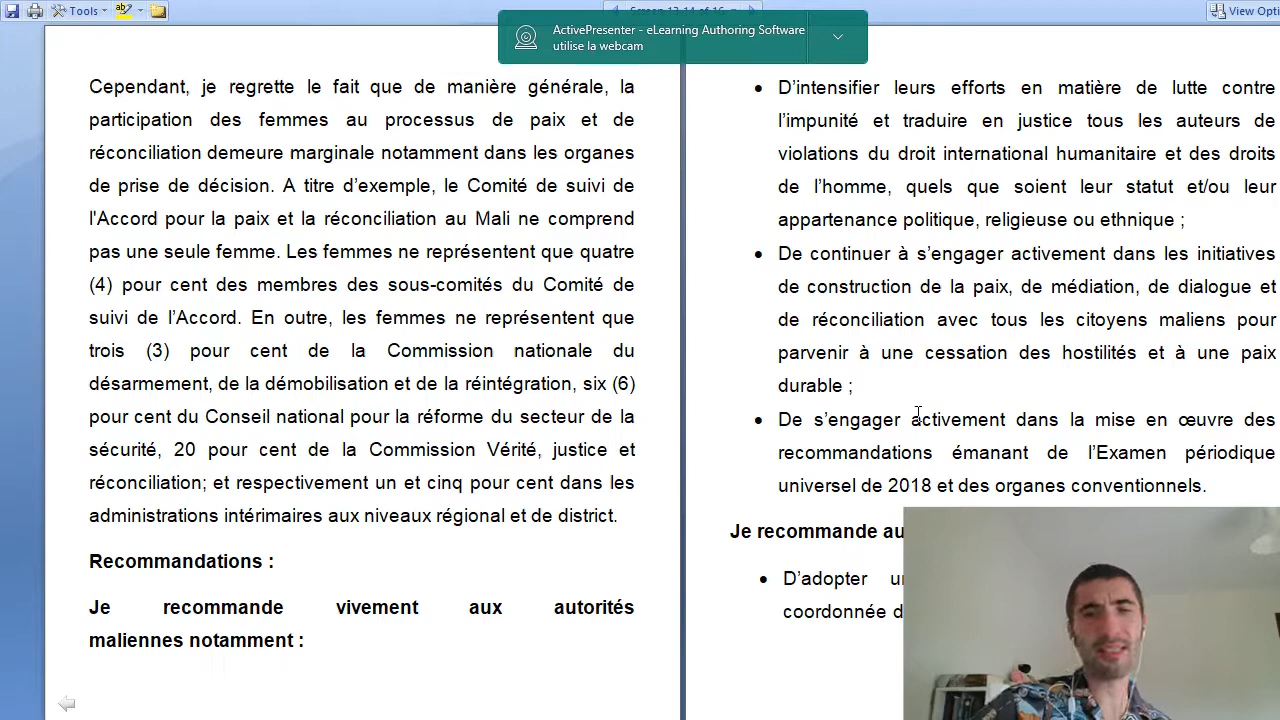 Tools
Screen 13-14 of 16
View Opti
ActivePresenter - eLearning Authoring Software
utilise la webcam
Cependant, je regrette le fait que de manière générale, la
participation des femmes au processus de paix et de
réconciliation demeure marginale notamment dans les organes
de prise de décision. A titre d’exemple, le Comité de suivi de
l'Accord pour la paix et la réconciliation au Mali ne comprend
pas une seule femme. Les femmes ne représentent que quatre
(4) pour cent des membres des sous-comités du Comité de
suivi de l’Accord. En outre, les femmes ne représentent que
trois (3) pour cent de la Commission nationale du
désarmement, de la démobilisation et de la réintégration, six (6)
pour cent du Conseil national pour la réforme du secteur de la
sécurité, 20 pour cent de la Commission Vérité, justice et
réconciliation; et respectivement un et cinq pour cent dans les
administrations intérimaires aux niveaux régional et de district.
Recommandations :
Je recommande vivement aux autorités
maliennes notamment :
• D’intensifier leurs efforts en matière de lutte contre
l’impunité et traduire en justice tous les auteurs de
violations du droit international humanitaire et des droits
de l’homme, quels que soient leur statut et/ou leur
appartenance politique, religieuse ou ethnique ;
• De continuer à s’engager activement dans les initiatives
de construction de la paix, de médiation, de dialogue et
de réconciliation avec tous les citoyens maliens pour
parvenir à une cessation des hostilités et à une paix
durable ;
• De s’engager activement dans la mise en œuvre des
recommandations émanant de l’Examen périodique
universel de 2018 et des organes conventionnels.
Je recommande au
• D’adopter
coordonnée